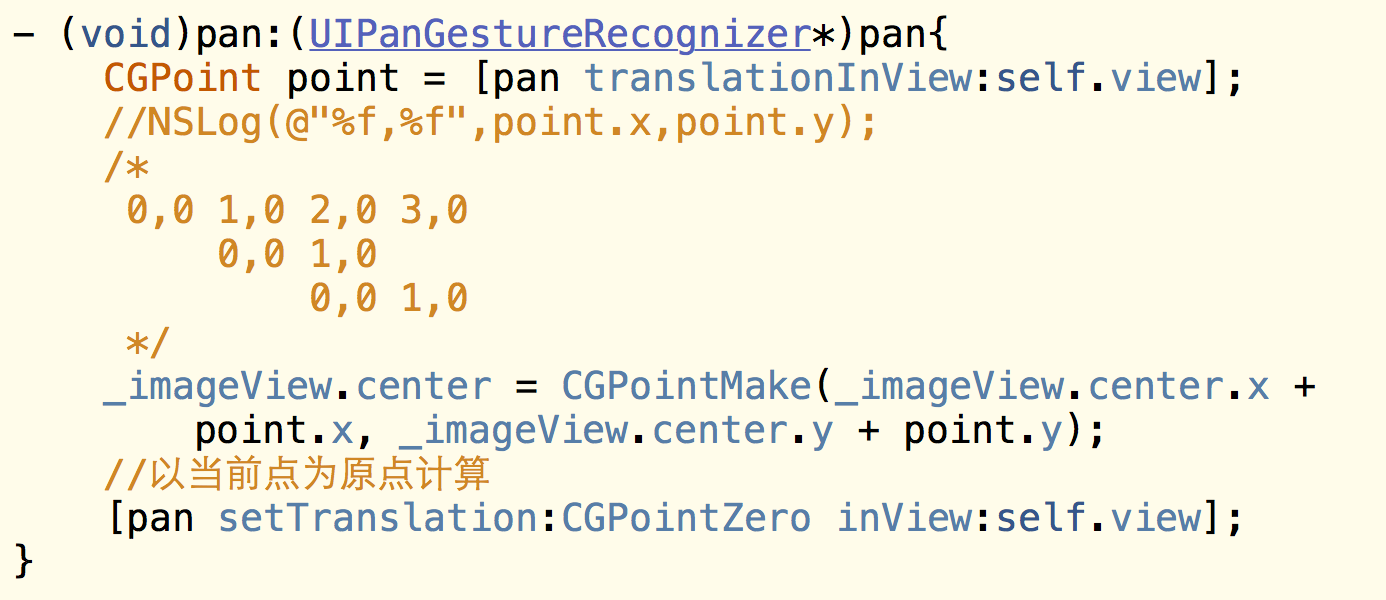 - (void)pan:(UIPanGestureRecognizer*)pan{
CGPoint point = [pan translationInView:self.view];
//NSLog(@"%f,%f",point.x,point.y);
/*
0,0 1,0 2,0 3,0
0,0 1,0
0,0 1,0
*/
_imageView.center = CGPointMake(_imageView.center.x +
point.x, _imageView.center.y + point.y);
//以当前点为原点计算
[pan setTranslation:CGPointZero inView:self.view];
}